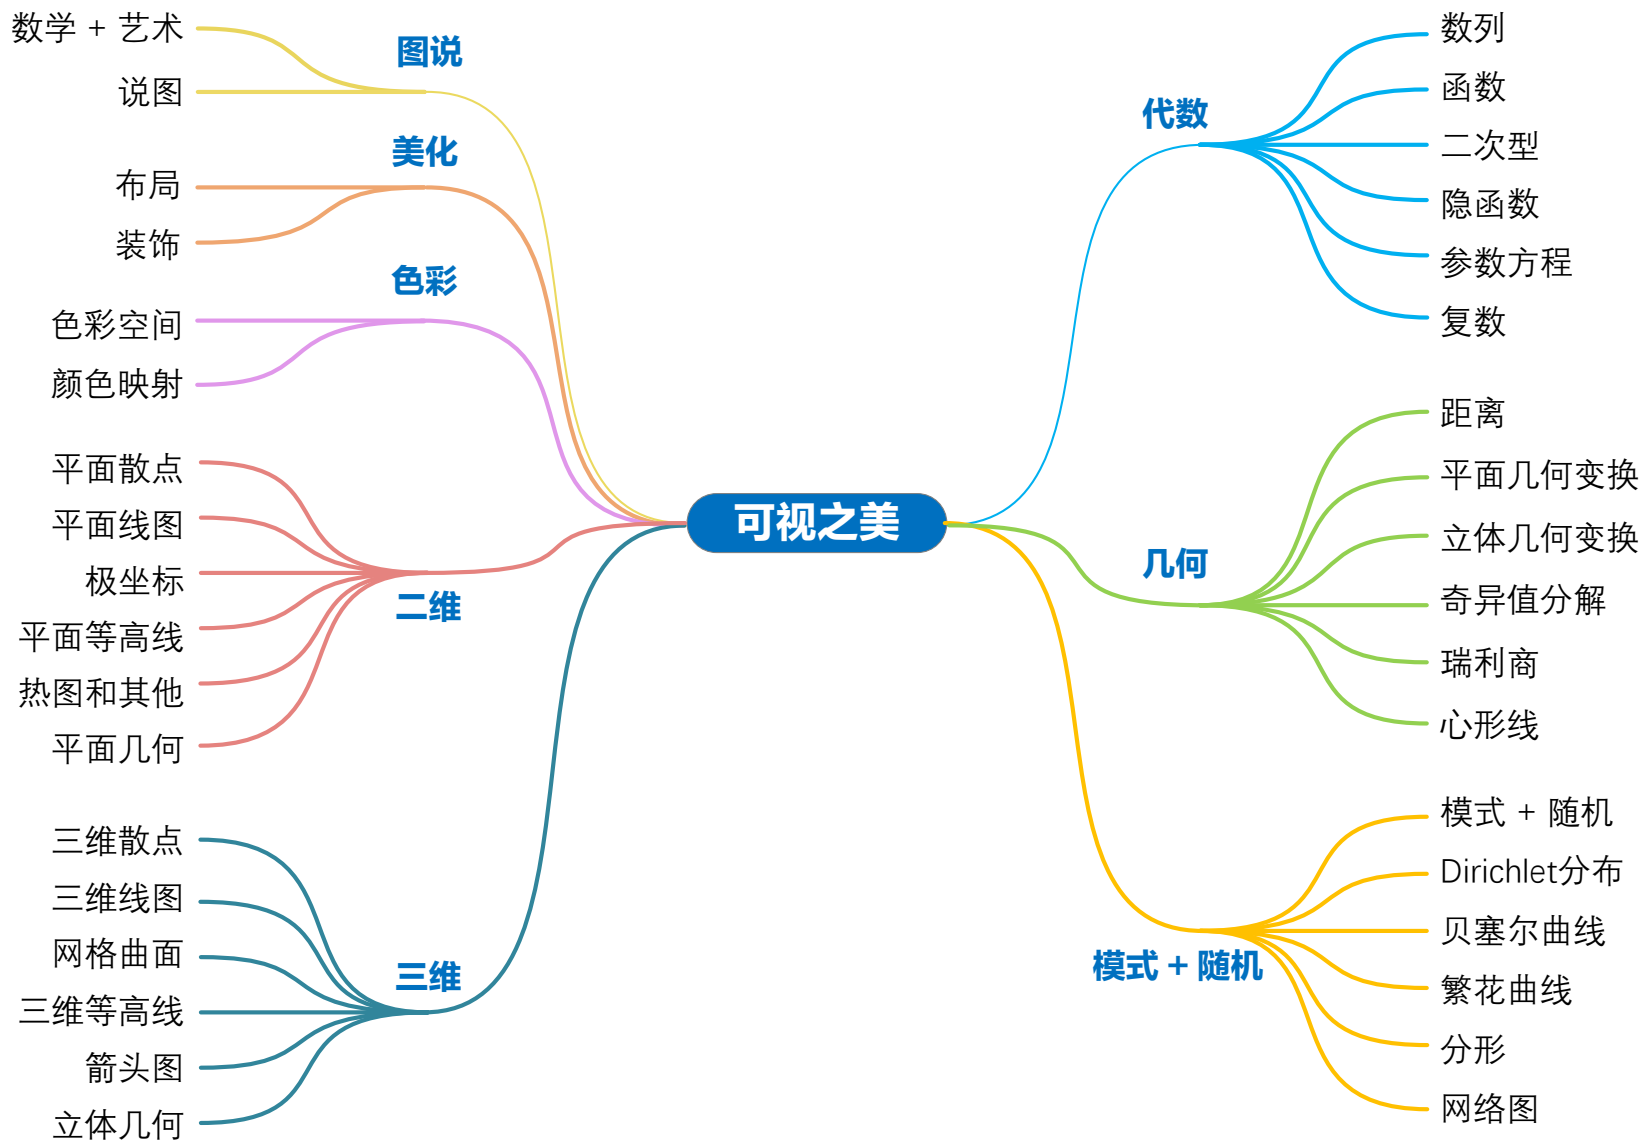 可视之美
图说
数学 + 艺术
说图
美化
布局
装饰
色彩
色彩空间
颜色映射
二维
平面散点
平面线图
极坐标
平面等高线
热图和其他
平面几何
三维
三维散点
三维线图
网格曲面
三维等高线
箭头图
立体几何
代数
数列
函数
二次型
隐函数
参数方程
复数
几何
距离
平面几何变换
立体几何变换
奇异值分解
瑞利商
心形线
模式 + 随机
模式 + 随机
Dirichlet分布
贝塞尔曲线
繁花曲线
分形
网络图